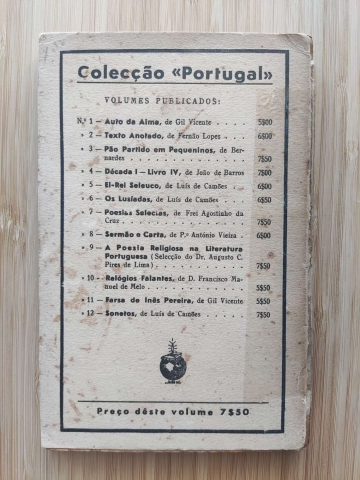 Colecção «Portugal»
VOLUMES PUBLICADOS:
N.º 1 — Auto da Alma, de Gil Vicente . . . . 5$00
» 2 — Texto Anotado, de Fernão Lopes . . . 6$00
» 3 — Pão Partido em Pequeninos, de Ber-
nardes . . . . . . . . . . . . 7$50
» 4 — Década I — Livro IV, de João de Barros 7$00
» 5 — El-Rei Seleuco, de Luís de Camões . . 6$00
» 6 — Os Lusíadas, de Luís de Camões . . . 6$50
» 7 — Poesias Selectas, de Frei Agostinho da
Cruz . . . . . . . . . . . . . 7$50
» 8 — Sermão e Carta, de P.e António Vieira . 6$00
» 9 — A Poesia Religiosa na Literatura
Portuguesa (Selecção do Dr. Augusto C.
Pires de Lima) . . . . . . . . . . 7$50
» 10 — Relógios Falantes, de D. Francisco Ma-
nuel de Melo . . . . . . . . . . . 5$50
» 11 — Farsa de Inês Pereira, de Gil Vicente 5$50
» 12 — Sonetos, de Luís de Camões . . . . . 7$50
Preço dêste volume 7$50